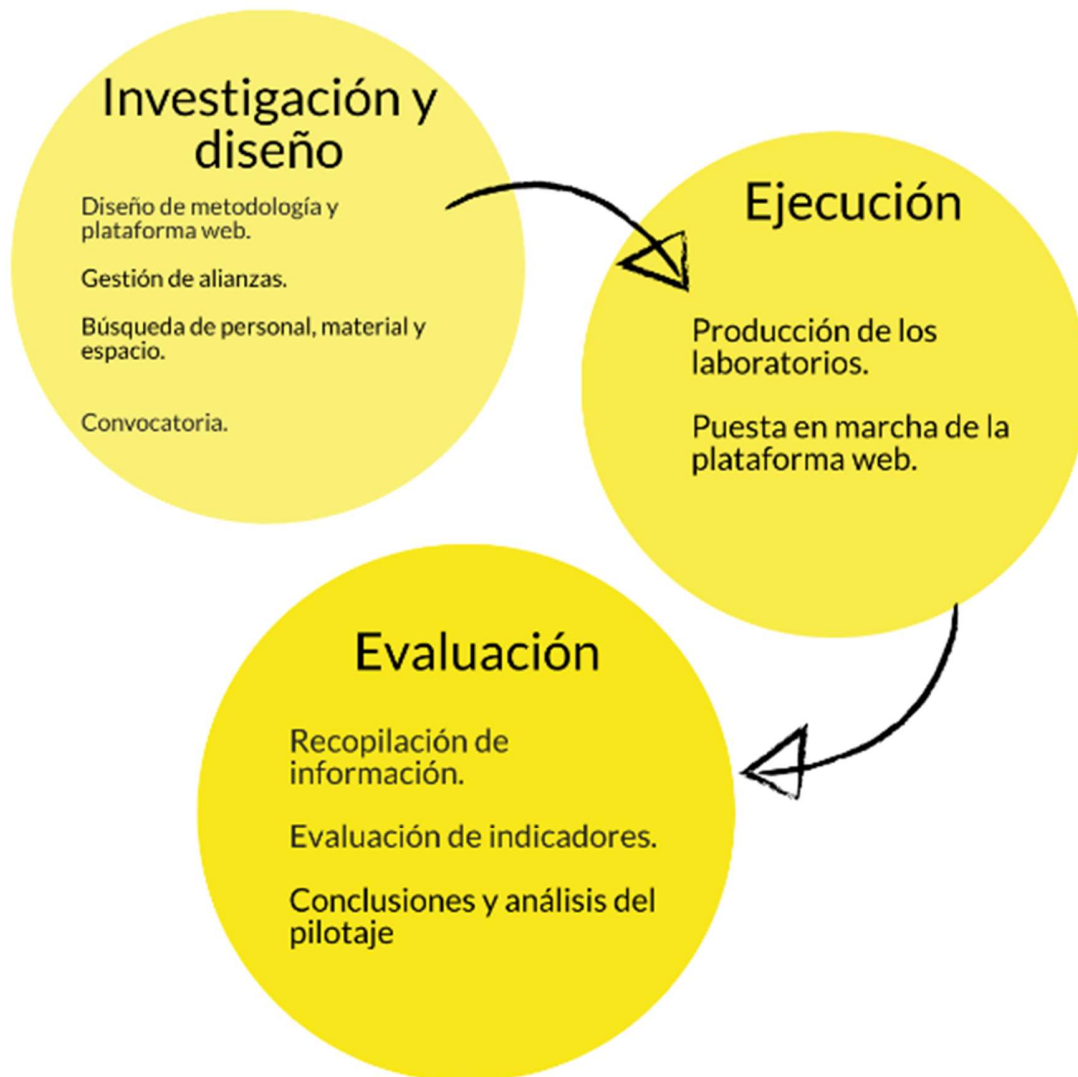 Investigación y
diseño
Diseño de metodología y
plataforma web.
Gestión de alianzas.
Búsqueda de personal, material y
espacio.
Convocatoria.
Ejecución
Producción de los
laboratorios.
Puesta en marcha de la
plataforma web.
Evaluación
Recopilación de
información.
Evaluación de indicadores.
Conclusiones y análisis del
pilotaje